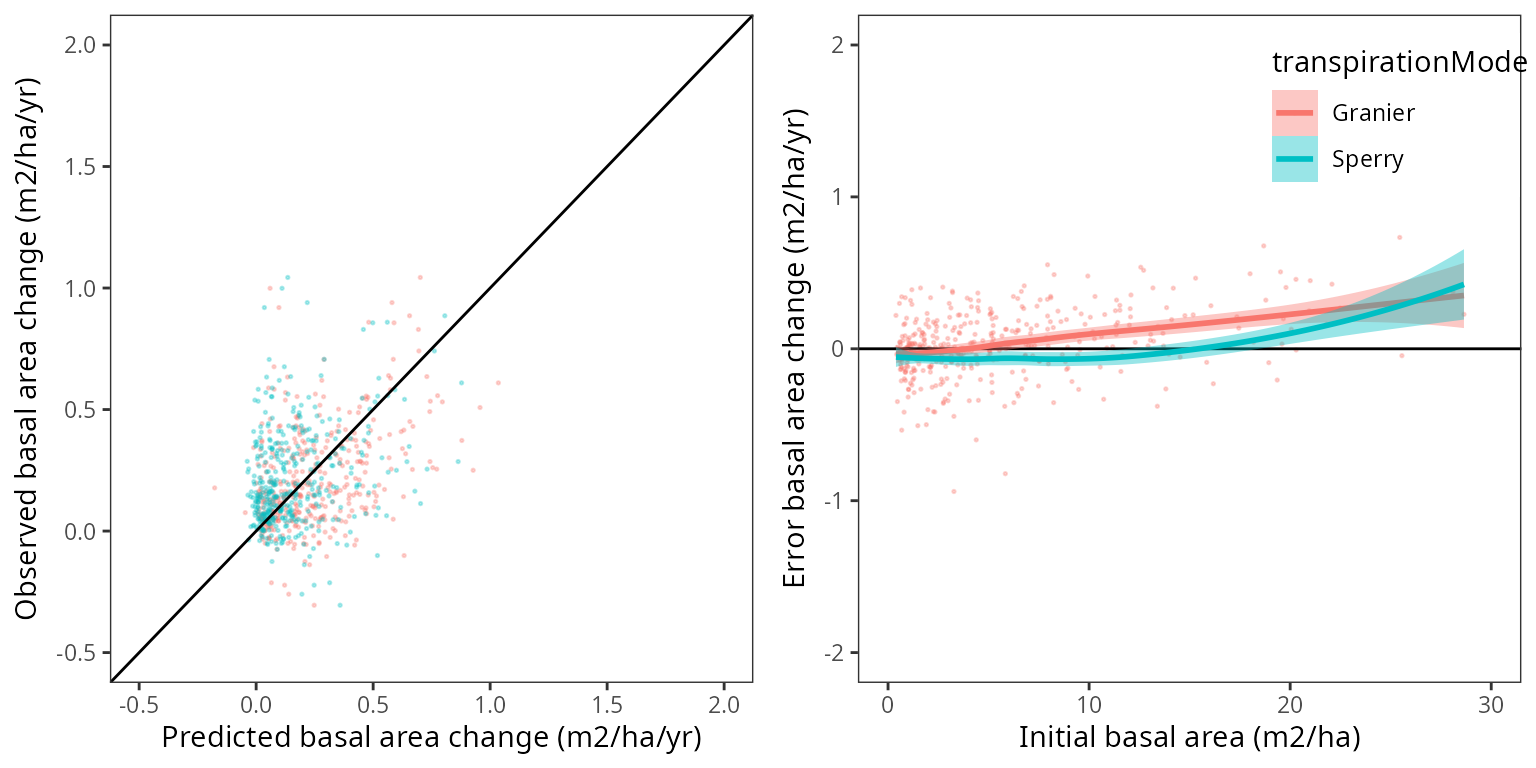 Observed basal area change (m2/ha/yr)
2.0
1.5
1.0
0.5
0.0
-0.5
-0.5 0.0 0.5 1.0 1.5 2.0
Predicted basal area change (m2/ha/yr)
Error basal area change (m2/ha/yr)
2
1
0
-1
-2
transpirationMode
Granier
Sperry
0 10 20 30
Initial basal area (m2/ha)